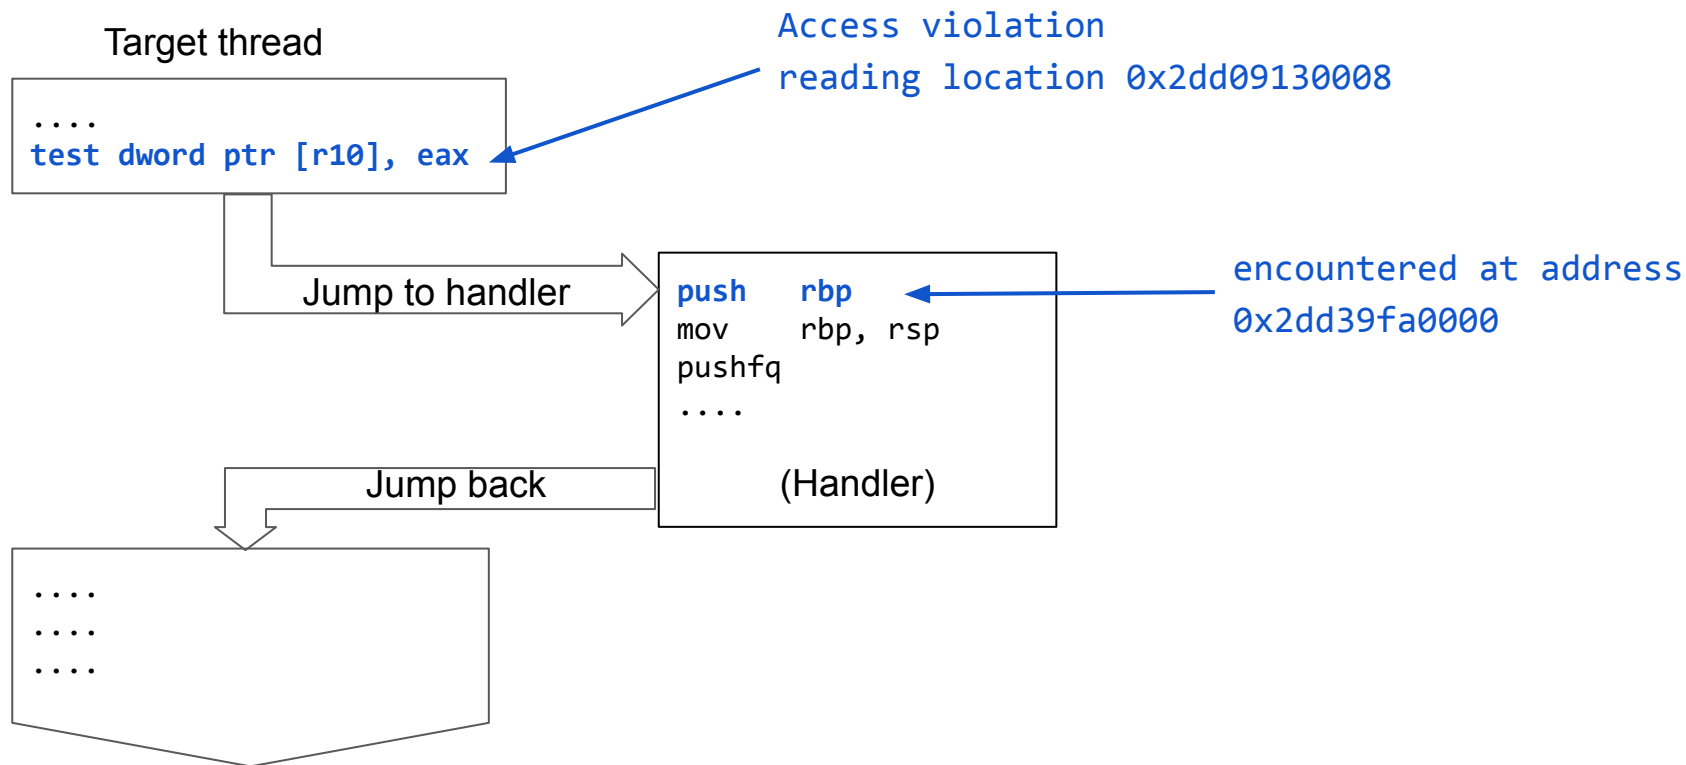 Target thread
Access violation
reading location 0x2dd09130008
....
test dword ptr [r10], eax
Jump to handler
push rbp
mov rbp, rsp
pushfq
....
(Handler)
encountered at address
0x2dd39fa0000
Jump back
....
....
....